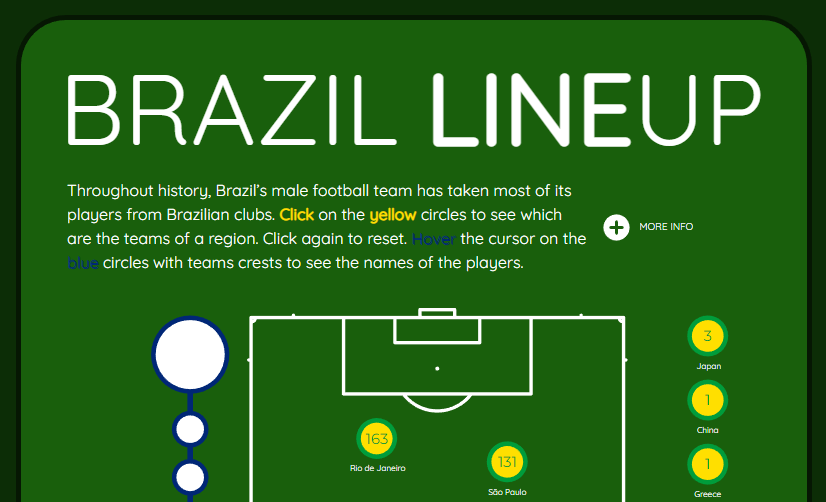 BRAZIL LINEUP
Throughout history, Brazil's male football team has taken most of its
players from Brazilian clubs. Click on the yellow circles to see which
are the teams of a region. Click again to reset. Hover the cursor on the
blue circles with teams crests to see the names of the players.
MORE INFO
3
Japan
1
China
163
Rio de Janeiro
131
São Paulo
1
Greece